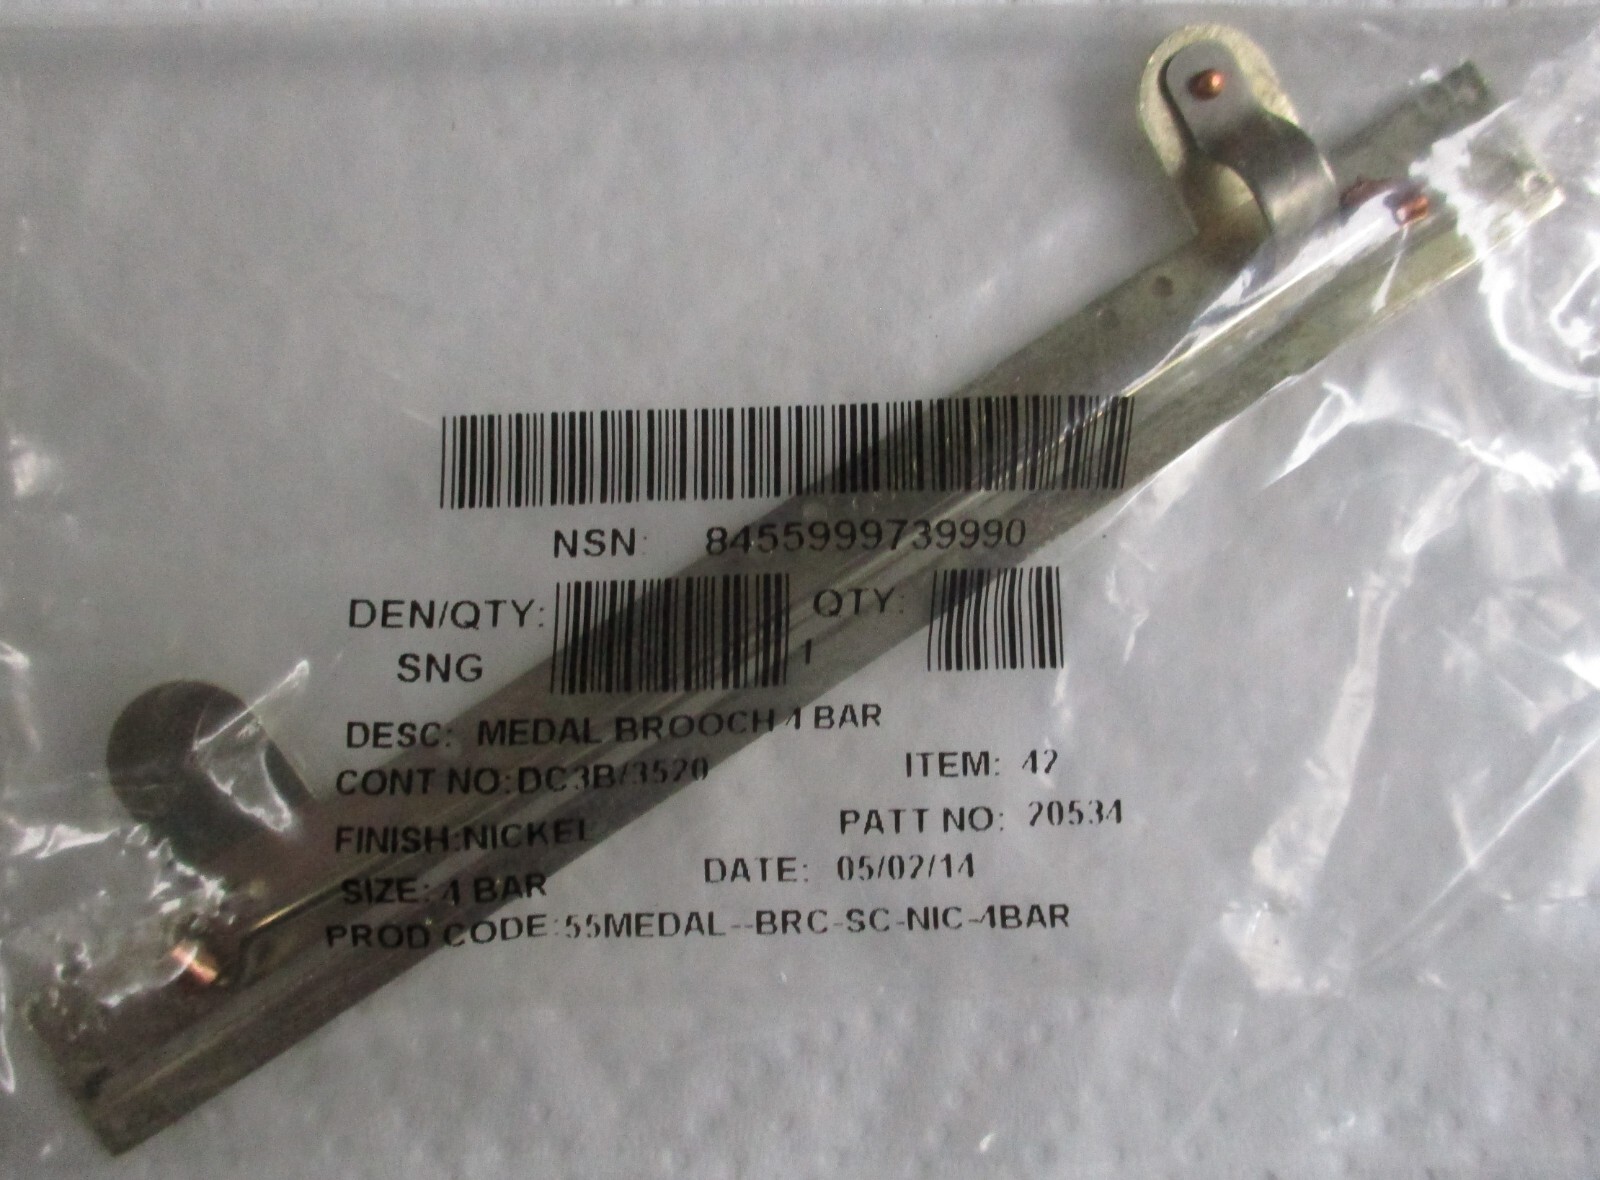 NSN: 8455999739990
DEN/QTY: QTY:
SNG 1
DESC: MEDAL BROOCH 4 BAR
CONT NO:DC3B/3520 ITEM: 42
FINISH:NICKEL PATT NO: 20534
SIZE: 4 BAR DATE: 05/02/14
PROD CODE:55MEDAL--BRC-SC-NIC-4BAR